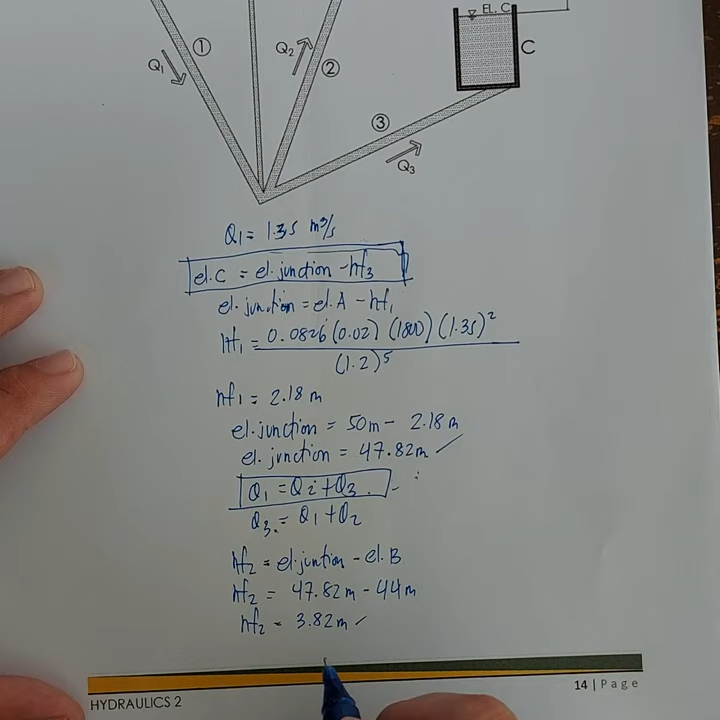 EL. C
①
Q2
Q1
②
C
③
Q3
Q1 = 1.35 m³/s
el. C = el. junction - hf3
el. junction = el. A - hf1
Hf1 = 0.0826 (0.02) (1800) (1.35)²
(1.2)⁵
hf1 = 2.18 m
el. junction = 50m - 2.18m
el. junction = 47.82m ✓
Q1 = Q2 + Q3
Q3 = Q1 + Q2
hf2 = el. juntion - el. B
hf2 = 47.82m - 44m
hf2 = 3.82m ✓
14 | Page
HYDRAULICS 2